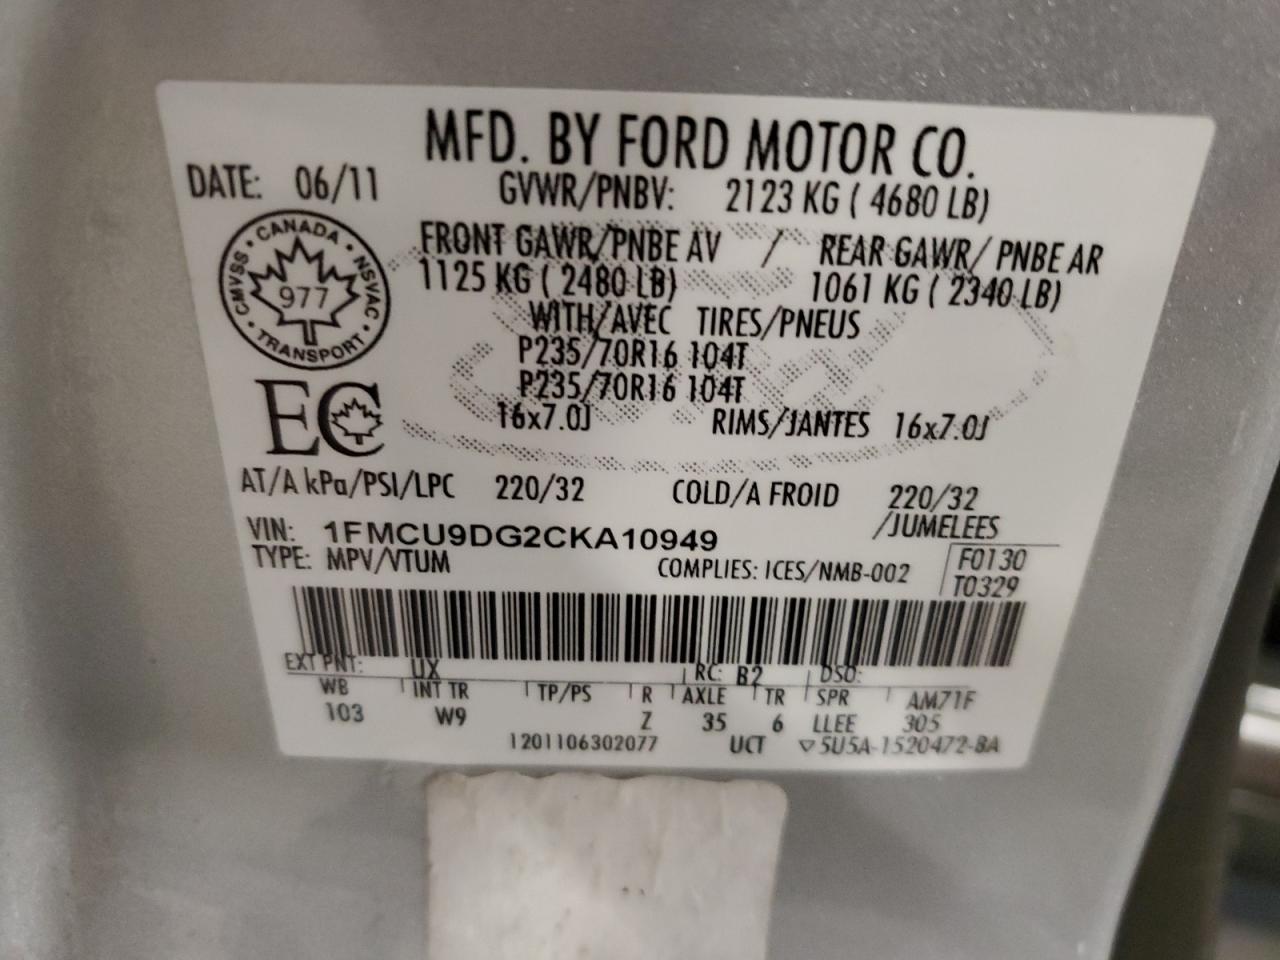 MFD. BY FORD MOTOR CO.
DATE: 06/11 GVWR/PNBV: 2123 KG ( 4680 LB)
CANADA
CMVSS
NSVAC
977
TRANSPORT
FRONT GAWR/PNBE AV / REAR GAWR/ PNBE AR
1125 KG ( 2480 LB) 1061 KG ( 2340 LB)
WITH/AVEC TIRES/PNEUS
P235/70R16 104T
P235/70R16 104T
EC
16x7.0J RIMS/JANTES 16x7.0J
AT/A kPa/PSI/LPC 220/32 COLD/A FROID 220/32
/JUMELEES
VIN: 1FMCU9DG2CKA10949
TYPE: MPV/VTUM COMPLIES: ICES/NMB-002 F0130
T0329
EXT PNT: UX RC: B2 DSO:
WB INT TR TP/PS R AXLE TR SPR AM71F
103 W9 Z 35 6 LLEE 305
1201106302077 UCT ▽5U5A-1520472-BA